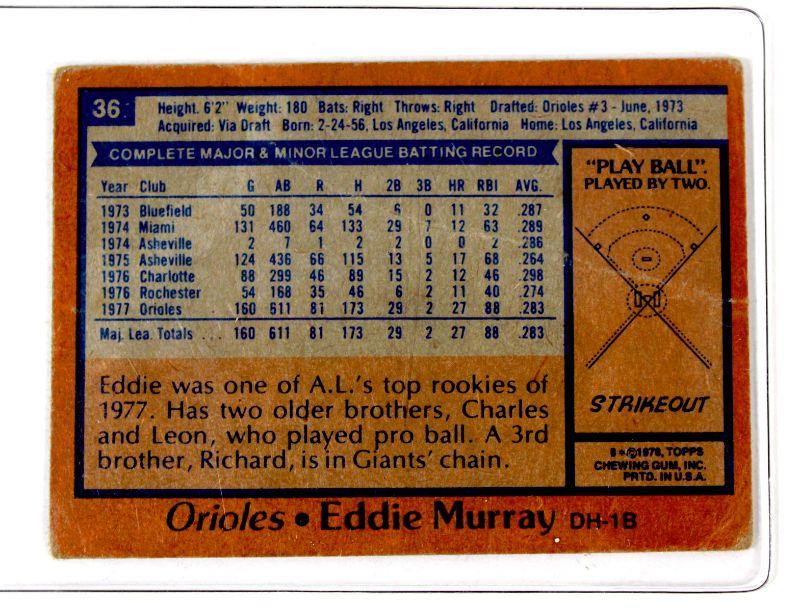 36 Height: 6'2" Weight: 180 Bats: Right Throws: Right Drafted: Orioles #3 - June, 1973
Acquired: Via Draft Born: 2-24-56, Los Angeles, California Home: Los Angeles, California
COMPLETE MAJOR & MINOR LEAGUE BATTING RECORD
Year Club G AB R H 2B 3B HR RBI AVG.
1973 Bluefield 50 188 34 54 6 0 11 32 .287
1974 Miami 131 460 64 133 29 7 12 63 .289
1974 Asheville 2 7 1 2 2 0 0 2 .286
1975 Asheville 124 436 66 115 13 5 17 68 .264
1976 Charlotte 88 299 46 89 15 2 12 46 .298
1976 Rochester 54 168 35 46 6 2 11 40 .274
1977 Orioles 160 611 81 173 29 2 27 88 .283
Maj. Lea. Totals ... 160 611 81 173 29 2 27 88 .283
Eddie was one of A.L.'s top rookies of
1977. Has two older brothers, Charles
and Leon, who played pro ball. A 3rd
brother, Richard, is in Giants' chain.
"PLAY BALL".
PLAYED BY TWO.
STRIKEOUT
©1978, TOPPS
CHEWING GUM, INC.
PRTD. IN U.S.A.
Orioles • Eddie Murray DH-1B